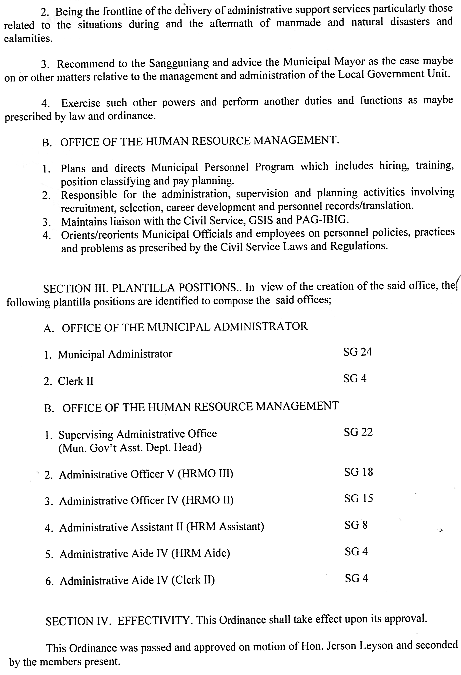 2. Being the frontline of the delivery of administrative support services particularly those
related to the situations during and the aftermath of manmade and natural disasters and
calamities.
3. Recommend to the Sangguniang and advice the Municipal Mayor as the case maybe
on or other matters relative to the management and administration of the Local Government Unit.
4. Exercise such other powers and perform another duties and functions as maybe
prescribed by law and ordinance.
B. OFFICE OF THE HUMAN RESOURCE MANAGEMENT.
1. Plans and directs Municipal Personnel Program which includes hiring, training,
position classifying and pay planning.
2. Responsible for the administration, supervision and planning activities involving
recruitment, selection, career development and personnel records/translation.
3. Maintains liaison with the Civil Service, GSIS and PAG-IBIG.
4. Orients/reorients Municipal Officials and employees on personnel policies, practices
and problems as prescribed by the Civil Service Laws and Regulations.
SECTION III. PLANTILLA POSITIONS.. In view of the creation of the said office, the
following plantilla positions are identified to compose the said offices;
A. OFFICE OF THE MUNICIPAL ADMINISTRATOR
1. Municipal Administrator SG 24
2. Clerk II SG 4
B. OFFICE OF THE HUMAN RESOURCE MANAGEMENT
1. Supervising Administrative Office SG 22
(Mun. Gov't Asst. Dept. Head)
2. Administrative Officer V (HRMO III) SG 18
3. Administrative Officer IV (HRMO II) SG 15
4. Administrative Assistant II (HRM Assistant) SG 8
5. Administrative Aide IV (HRM Aide) SG 4
6. Administrative Aide IV (Clerk II) SG 4
SECTION IV. EFFECTIVITY. This Ordinance shall take effect upon its approval.
This Ordinance was passed and approved on motion of Hon. Jerson Leyson and seconded
by the members present.